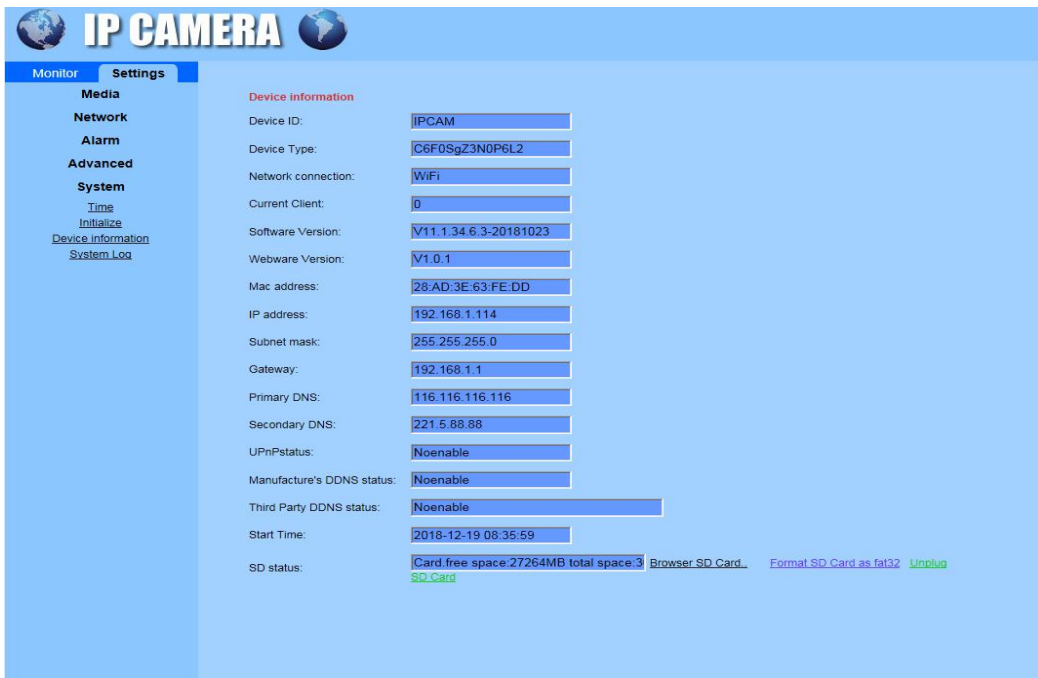 IP CAMERA
Monitor Settings
Media
Network
Alarm
Advanced
System
Time
Initialize
Device information
System Log
Device information
Device ID: IPCAM
Device Type: C6F0SgZ3N0P6L2
Network connection: WiFi
Current Client: 0
Software Version: V11.1.34.6.3-20181023
Webware Version: V1.0.1
Mac address: 28:AD:3E:63:FE:DD
IP address: 192.168.1.114
Subnet mask: 255.255.255.0
Gateway: 192.168.1.1
Primary DNS: 116.116.116.116
Secondary DNS: 221.5.88.88
UPnPstatus: Noenable
Manufacture's DDNS status: Noenable
Third Party DDNS status: Noenable
Start Time: 2018-12-19 08:35:59
SD status: Card.free space:27264MB total space:3 Browser SD Card.. Format SD Card as fat32 Unplug
SD Card